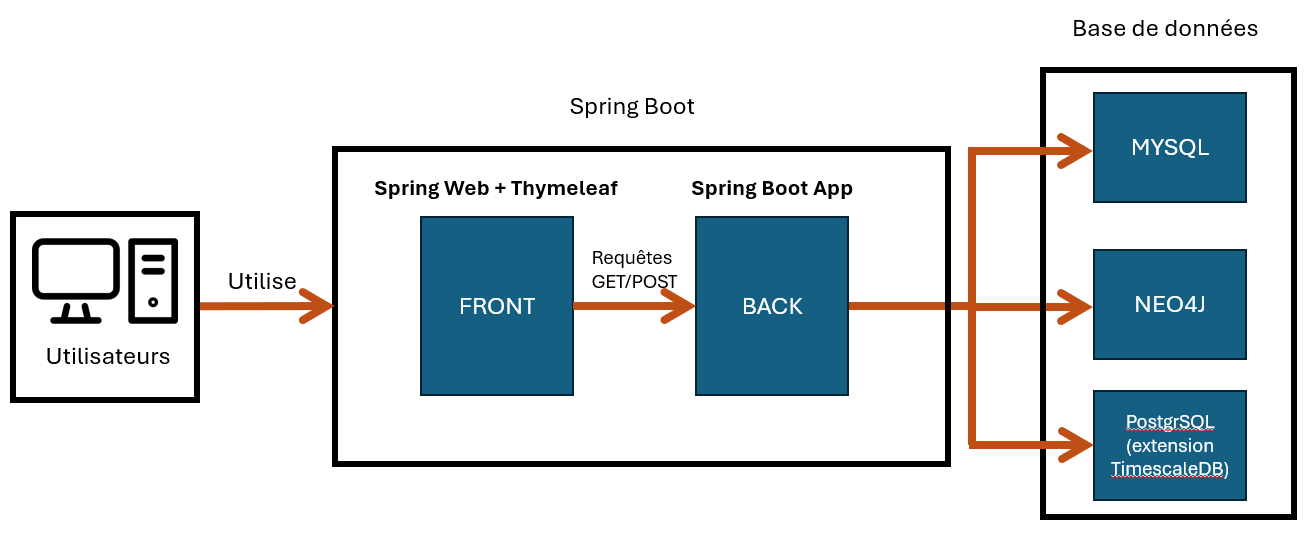 Base de données
Spring Boot
Spring Web + Thymeleaf
Spring Boot App
Utilisateurs
Utilise
FRONT
Requêtes
GET/POST
BACK
MYSQL
NEO4J
PostgrSQL
(extension
TimescaleDB)